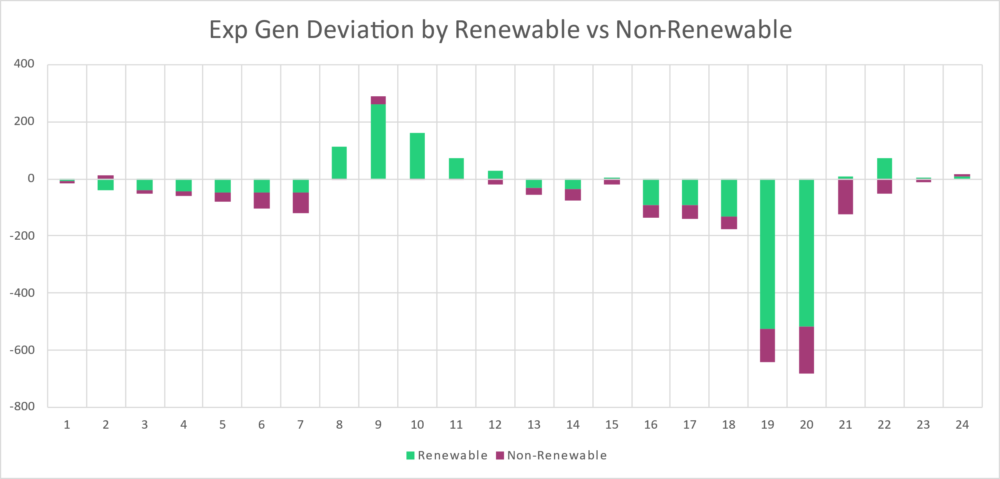 Exp Gen Deviation by Renewable vs Non-Renewable
400
200
0
-200
-400
-600
-800
1 2 3 4 5 6 7 8 9 10 11 12 13 14 15 16 17 18 19 20 21 22 23 24
Renewable Non-Renewable